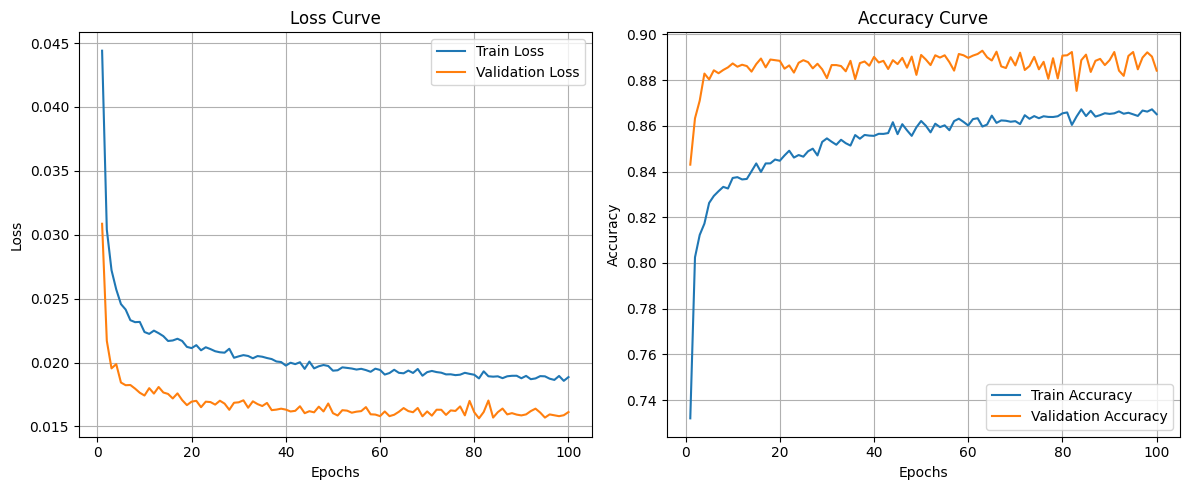 Loss Curve
0.045
0.040
0.035
0.030
0.025
0.020
0.015
Loss
0
20
40
60
80
100
Epochs
Train Loss
Validation Loss
Accuracy Curve
0.90
0.88
0.86
0.84
0.82
0.80
0.78
0.76
0.74
Accuracy
0
20
40
60
80
100
Epochs
Train Accuracy
Validation Accuracy